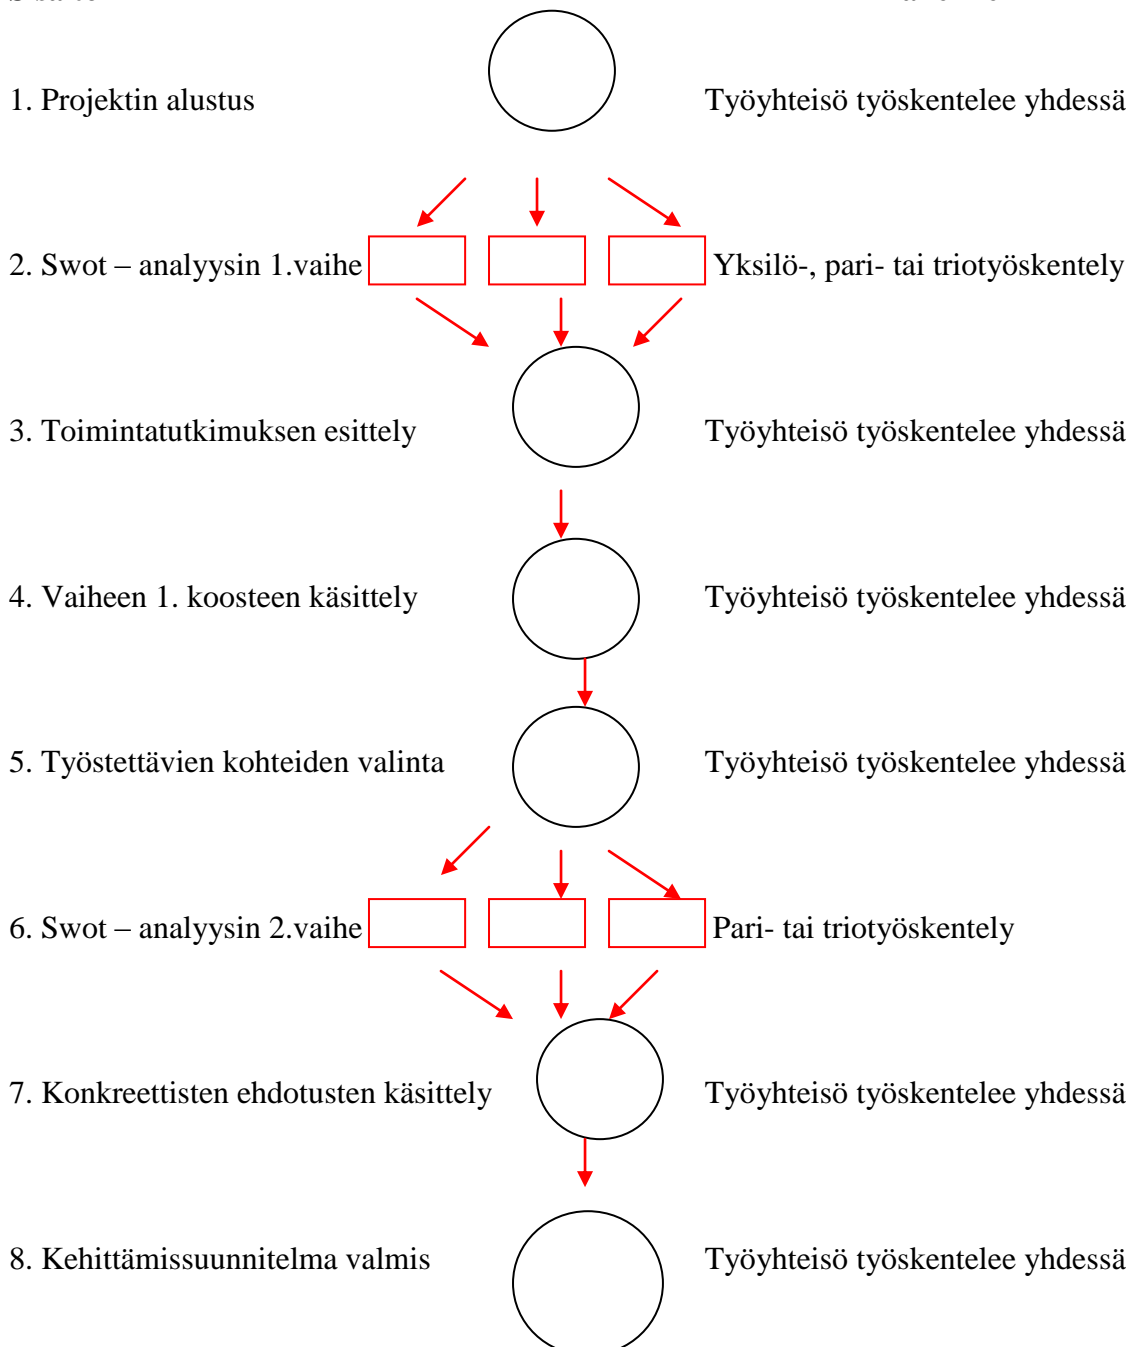 1. Projektin alustus Työyhteisö työskentelee yhdessä
2. Swot – analyysin 1.vaihe Yksilö-, pari- tai triotyöskentely
3. Toimintatutkimuksen esittely Työyhteisö työskentelee yhdessä
4. Vaiheen 1. koosteen käsittely Työyhteisö työskentelee yhdessä
5. Työstettävien kohteiden valinta Työyhteisö työskentelee yhdessä
6. Swot – analyysin 2.vaihe Pari- tai triotyöskentely
7. Konkreettisten ehdotusten käsittely Työyhteisö työskentelee yhdessä
8. Kehittämissuunnitelma valmis Työyhteisö työskentelee yhdessä